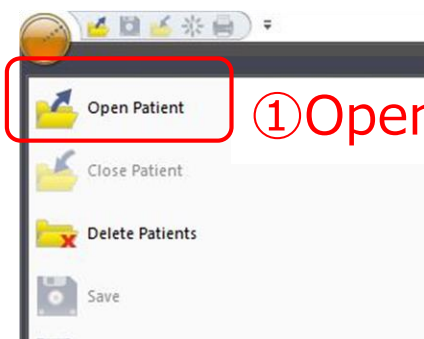 Open Patient
①Open
Close Patient
Delete Patients
Save